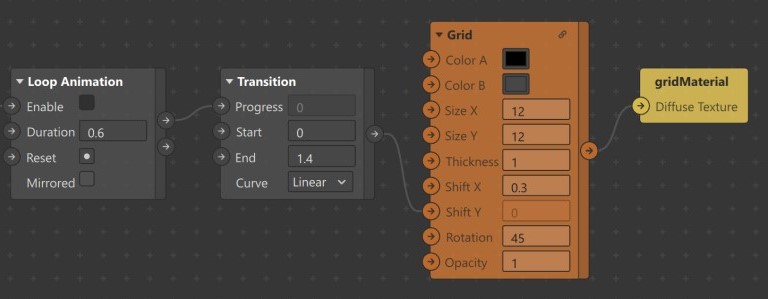 Loop Animation
Enable
Duration 0.6
Reset
Mirrored
Transition
Progress 0
Start 0
End 1.4
Curve Linear
Grid
Color A
Color B
Size X 12
Size Y 12
Thickness 1
Shift X 0.3
Shift Y 0
Rotation 45
Opacity 1
gridMaterial
Diffuse Texture